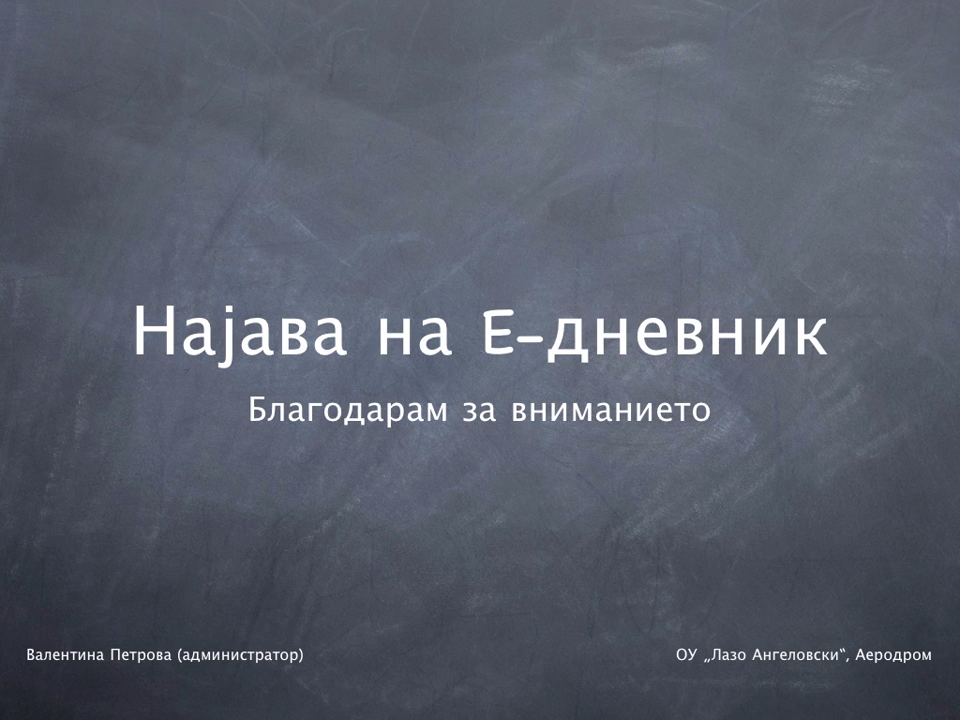 Најава на Е-дневник
Благодарам за вниманието
Валентина Петрова (администратор)
ОУ „Лазо Ангеловски“, Аеродром